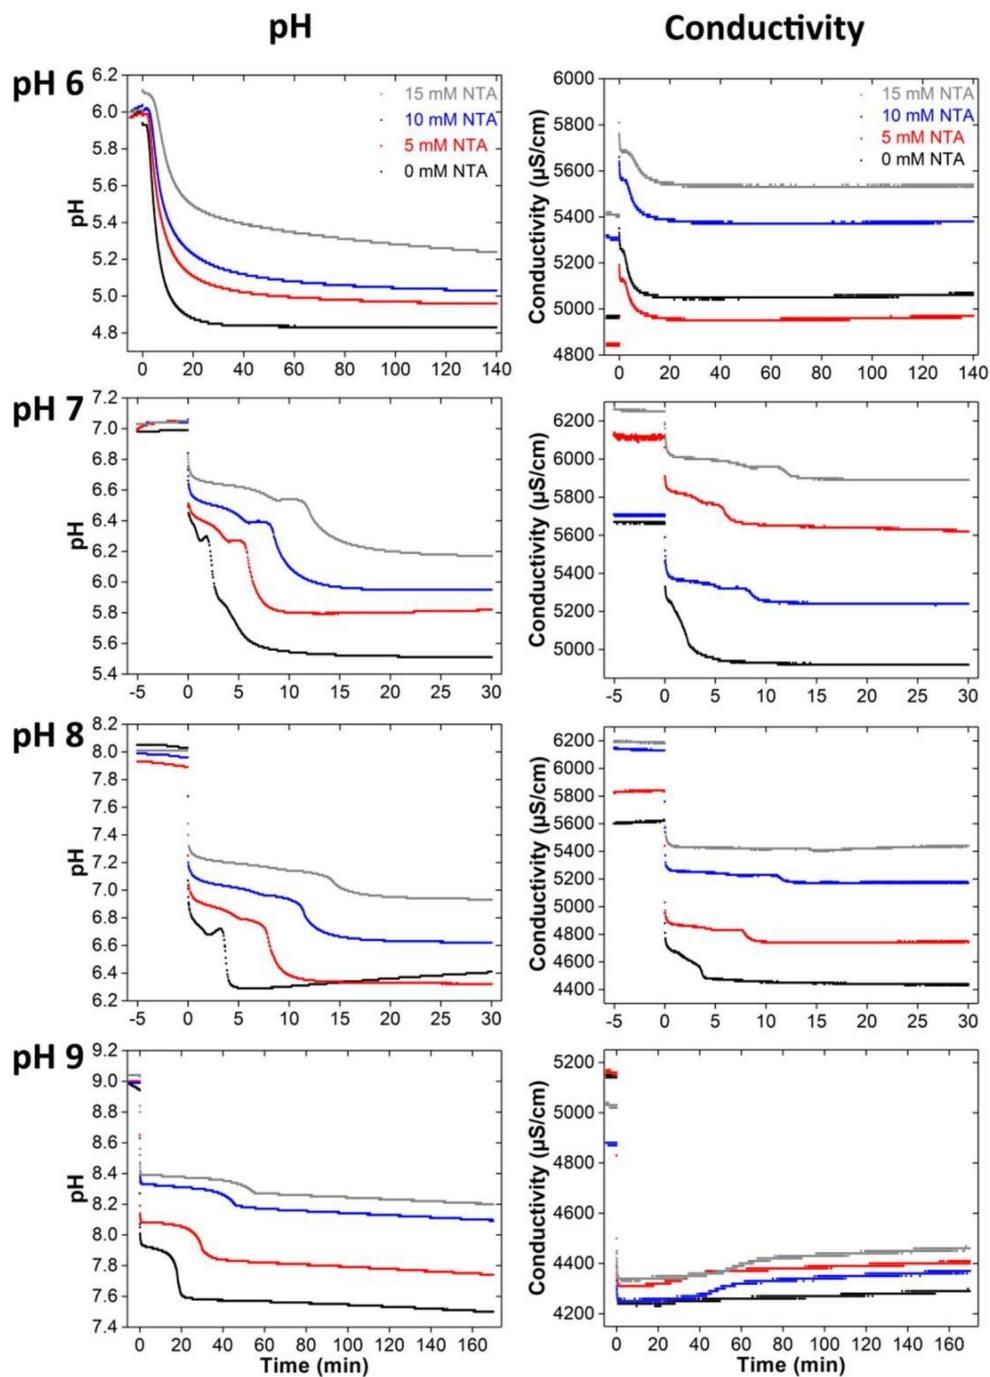 pH Conductivity
pH 6
6.2
6.0
5.8
5.6
5.4
5.2
5.0
4.8
pH
15 mM NTA
10 mM NTA
5 mM NTA
0 mM NTA
0 20 40 60 80 100 120 140
6000
5800
5600
5400
5200
5000
4800
Conductivity (µS/cm)
15 mM NTA
10 mM NTA
5 mM NTA
0 mM NTA
0 20 40 60 80 100 120 140
pH 7
7.2
7.0
6.8
6.6
6.4
6.2
6.0
5.8
5.6
5.4
pH
-5 0 5 10 15 20 25 30
6200
6000
5800
5600
5400
5200
5000
Conductivity (µS/cm)
-5 0 5 10 15 20 25 30
pH 8
8.2
8.0
7.8
7.6
7.4
7.2
7.0
6.8
6.6
6.4
6.2
pH
-5 0 5 10 15 20 25 30
6200
6000
5800
5600
5400
5200
5000
4800
4600
4400
Conductivity (µS/cm)
-5 0 5 10 15 20 25 30
pH 9
9.2
9.0
8.8
8.6
8.4
8.2
8.0
7.8
7.6
7.4
pH
0 20 40 60 80 100 120 140 160
Time (min)
5200
5000
4800
4600
4400
4200
Conductivity (µS/cm)
0 20 40 60 80 100 120 140 160
Time (min)